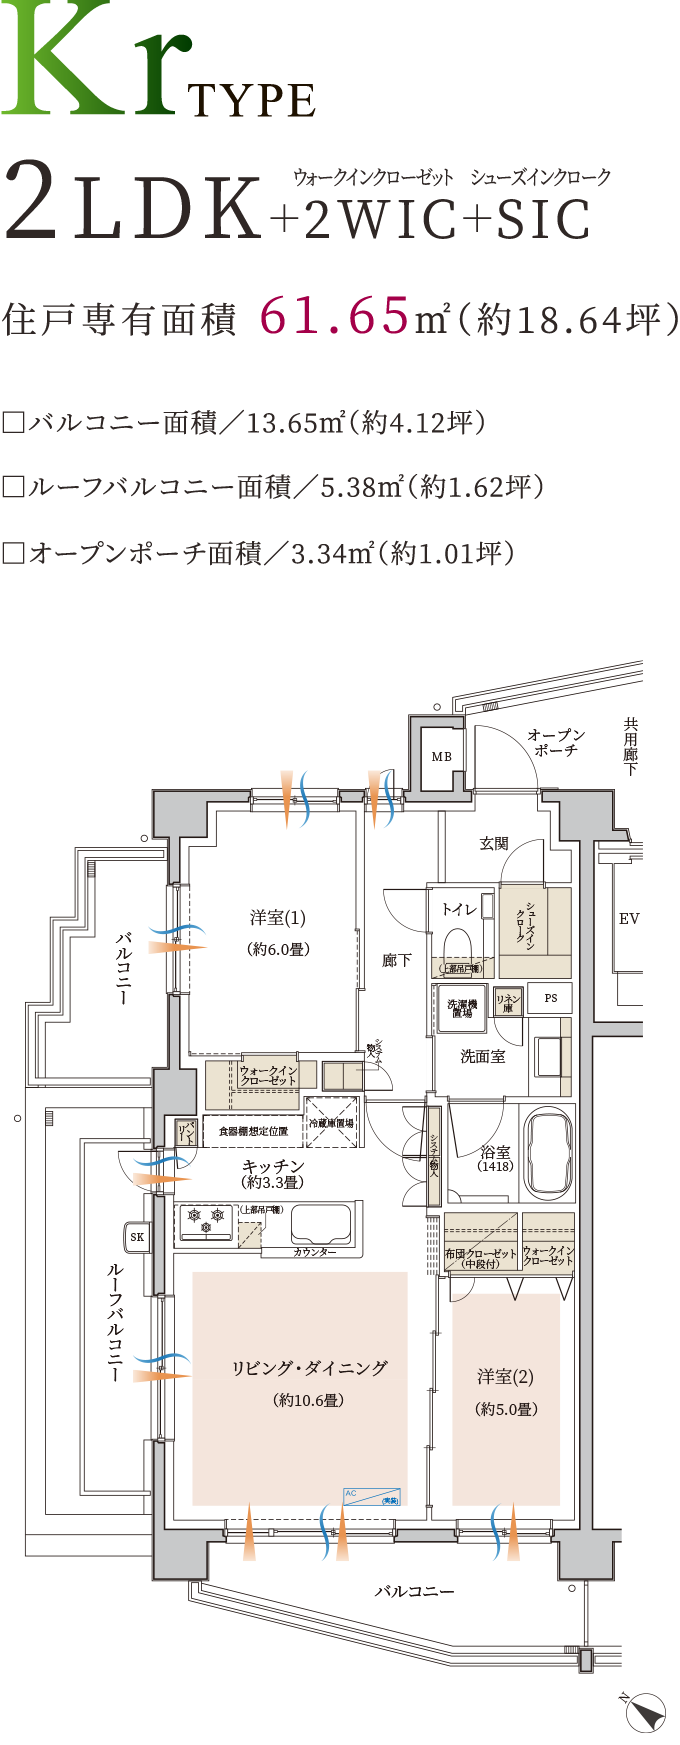 Kr TYPE
ウォークインクローゼット シューズインクローク
2LDK+2WIC+SIC
住戸専有面積 61.65㎡(約18.64坪)
□バルコニー面積／13.65㎡(約4.12坪)
□ルーフバルコニー面積／5.38㎡(約1.62坪)
□オープンポーチ面積／3.34㎡(約1.01坪)
共用廊下
オープン
ポーチ
MB
玄関
洋室(1)
(約6.0畳)
トイレ
シューズイン
クローク
EV
バルコニー
廊下
(上部吊戸棚)
洗濯機
置場
リネン
庫
PS
システム
物入
洗面室
ウォークイン
クローゼット
冷蔵庫置場
食器棚想定位置
パント
リー
システム物入
浴室
(1418)
キッチン
(約3.3畳)
(上部吊戸棚)
カウンター
SK
布団クローゼット
(中段付)
ウォークイン
クローゼット
ルーフバルコニー
リビング・ダイニング
(約10.6畳)
洋室(2)
(約5.0畳)
AC
(実装)
バルコニー
N